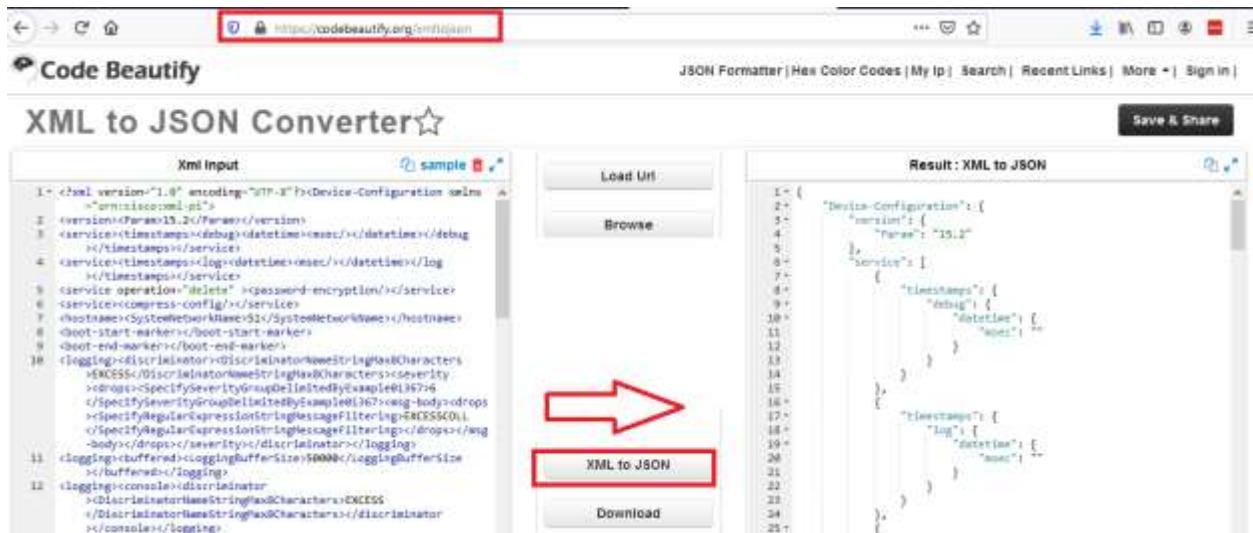 https://codebeautify.org/xmltojson
Code Beautify
JSON Formatter | Hex Color Codes | My Ip | Search | Recent Links | More | Sign in |
XML to JSON Converter
Save & Share
Xml Input
sample
1 <?xml version="1.0" encoding="UTF-8"?><Device-Configuration xmlns
="urn:cisco:xml-pi">
2 <version><Param>15.2</Param></version>
3 <service><timestamps><debug><datetime><msec/></datetime></debug
></timestamps></service>
4 <service><timestamps><log><datetime><msec/></datetime></log
></timestamps></service>
5 <service operation="delete" ><password-encryption/></service>
6 <service><compress-config/></service>
7 <hostname><SystemNetworkName>S1</SystemNetworkName></hostname>
8 <boot-start-marker></boot-start-marker>
9 <boot-end-marker></boot-end-marker>
10 <logging><discriminator><DiscriminatorNameStringMax8Characters
>EXCESS</DiscriminatorNameStringMax8Characters><severity
><drops><SpecifySeverityGroupDelimitedByExample01367>6
</SpecifySeverityGroupDelimitedByExample01367><msg-body><drops
><SpecifyRegularExpressionStringMessageFiltering>EXCESSCOLL
</SpecifyRegularExpressionStringMessageFiltering></drops></msg
-body></drops></severity></discriminator></logging>
11 <logging><buffered><LoggingBufferSize>50000</LoggingBufferSize
></buffered></logging>
12 <logging><console><discriminator
><DiscriminatorNameStringMax8Characters>EXCESS
</DiscriminatorNameStringMax8Characters></discriminator
></console></logging>
Load Url
Browse
XML to JSON
Download
Result : XML to JSON
1 {
2 "Device-Configuration": {
3 "version": {
4 "Param": "15.2"
5 },
6 "service": [
7 {
8 "timestamps": {
9 "debug": {
10 "datetime": {
11 "msec": ""
12 }
13 }
14 }
15 },
16 {
17 "timestamps": {
18 "log": {
19 "datetime": {
20 "msec": ""
21 }
22 }
23 }
24 },
25 {